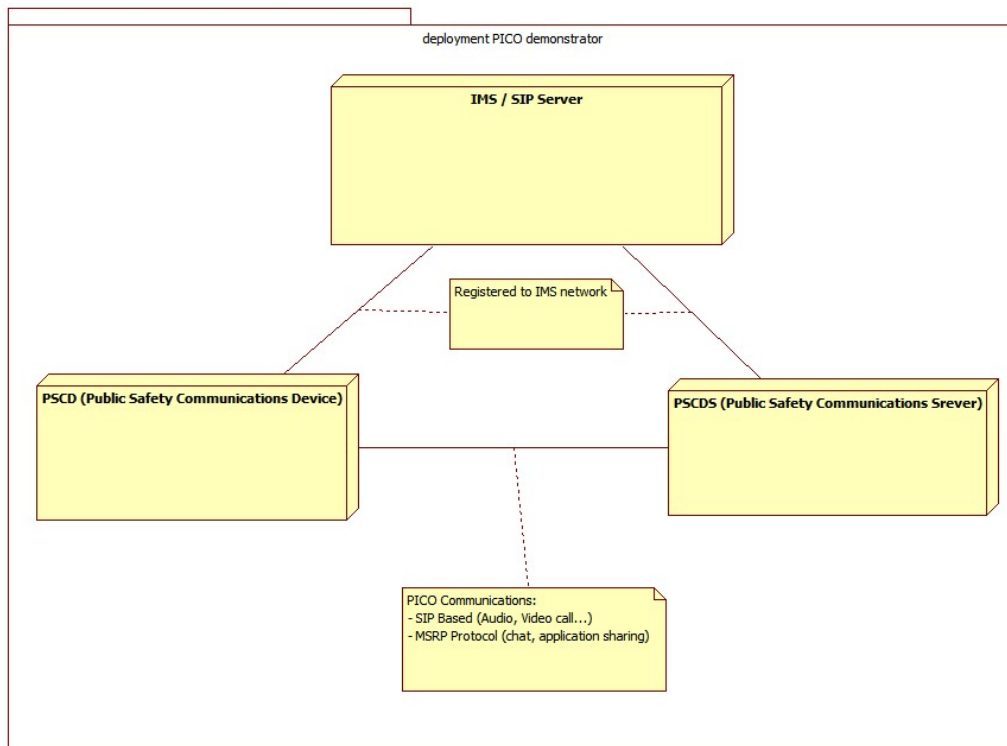 deployment PICO demonstrator
IMS / SIP Server
Registered to IMS network
PSCD (Public Safety Communications Device)
PSCDS (Public Safety Communications Srever)
PICO Communications:
- SIP Based (Audio, Video call...)
- MSRP Protocol (chat, application sharing)